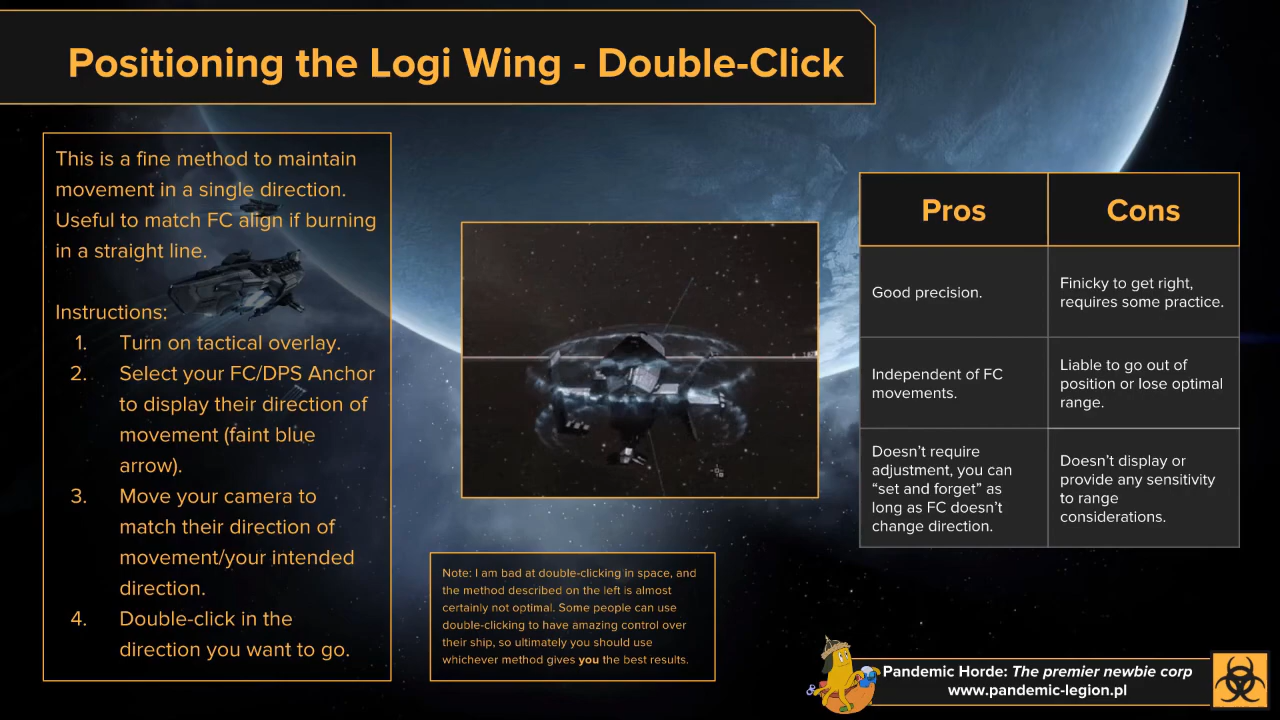 Positioning the Logi Wing - Double-Click
This is a fine method to maintain
movement in a single direction.
Useful to match FC align if burning
in a straight line.
Instructions:
1. Turn on tactical overlay.
2. Select your FC/DPS Anchor
to display their direction of
movement (faint blue
arrow).
3. Move your camera to
match their direction of
movement/your intended
direction.
4. Double-click in the
direction you want to go.
Note: I am bad at double-clicking in space, and
the method described on the left is almost
certainly not optimal. Some people can use
double-clicking to have amazing control over
their ship, so ultimately you should use
whichever method gives you the best results.
Pros
Cons
Good precision.
Finicky to get right,
requires some practice.
Independent of FC
movements.
Liable to go out of
position or lose optimal
range.
Doesn’t require
adjustment, you can
“set and forget” as
long as FC doesn’t
change direction.
Doesn’t display or
provide any sensitivity
to range
considerations.
Pandemic Horde: The premier newbie corp
www.pandemic-legion.pl